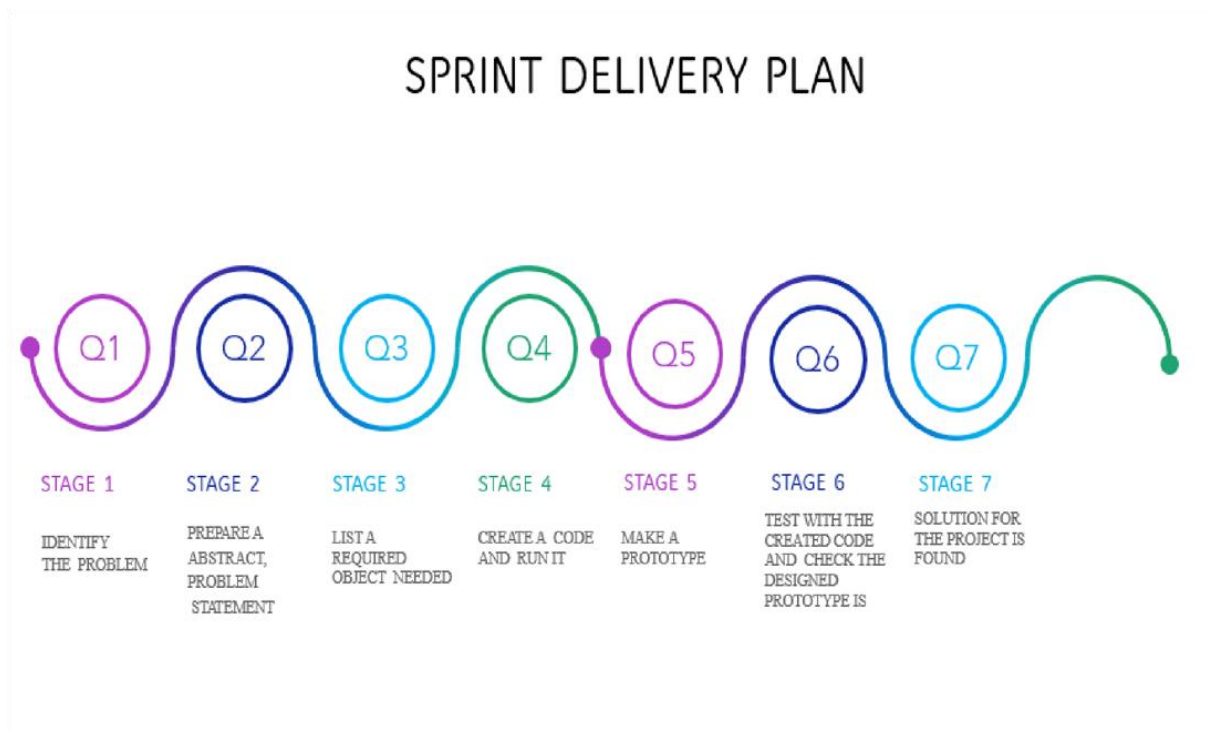 SPRINT DELIVERY PLAN
Q1
Q2
Q3
Q4
Q5
Q6
Q7
STAGE 1
IDENTIFY
THE PROBLEM
STAGE 2
PREPARE A
ABSTRACT,
PROBLEM
STATEMENT
STAGE 3
LIST A
REQUIRED
OBJECT NEEDED
STAGE 4
CREATE A CODE
AND RUN IT
STAGE 5
MAKE A
PROTOTYPE
STAGE 6
TEST WITH THE
CREATED CODE
AND CHECK THE
DESIGNED
PROTOTYPE IS
STAGE 7
SOLUTION FOR
THE PROJECT IS
FOUND